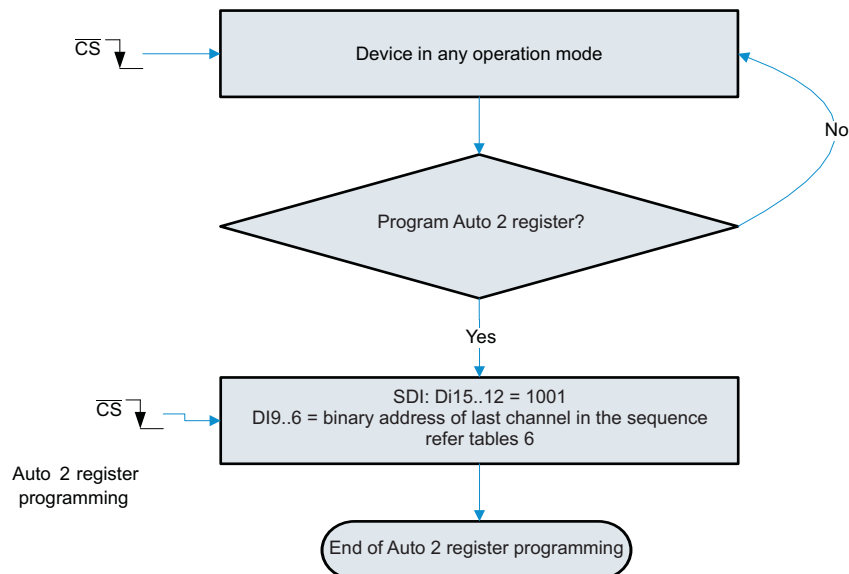 CS
Device in any operation mode
No
Program Auto 2 register?
Yes
SDI: Di15..12 = 1001
DI9..6 = binary address of last channel in the sequence
refer tables 6
CS
Auto 2 register
programming
End of Auto 2 register programming